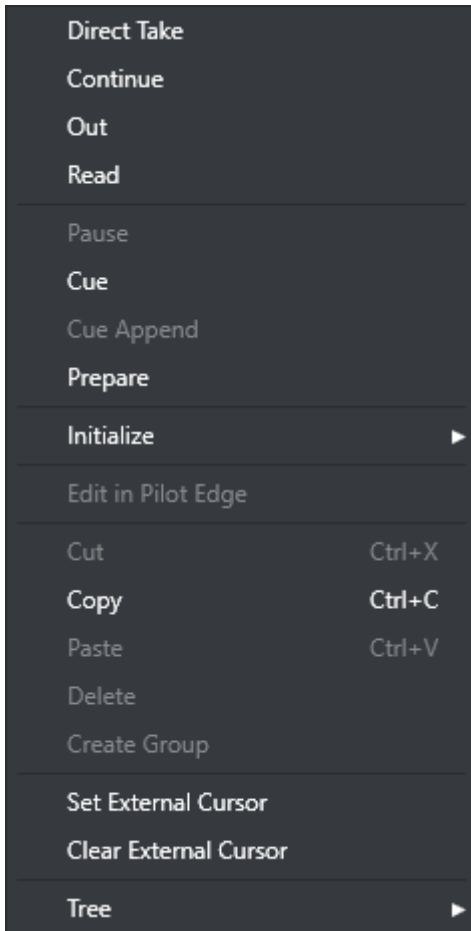 Direct Take
Continue
Out
Read
Pause
Cue
Cue Append
Prepare
Initialize
Edit in Pilot Edge
Cut Ctrl+X
Copy Ctrl+C
Paste Ctrl+V
Delete
Create Group
Set External Cursor
Clear External Cursor
Tree